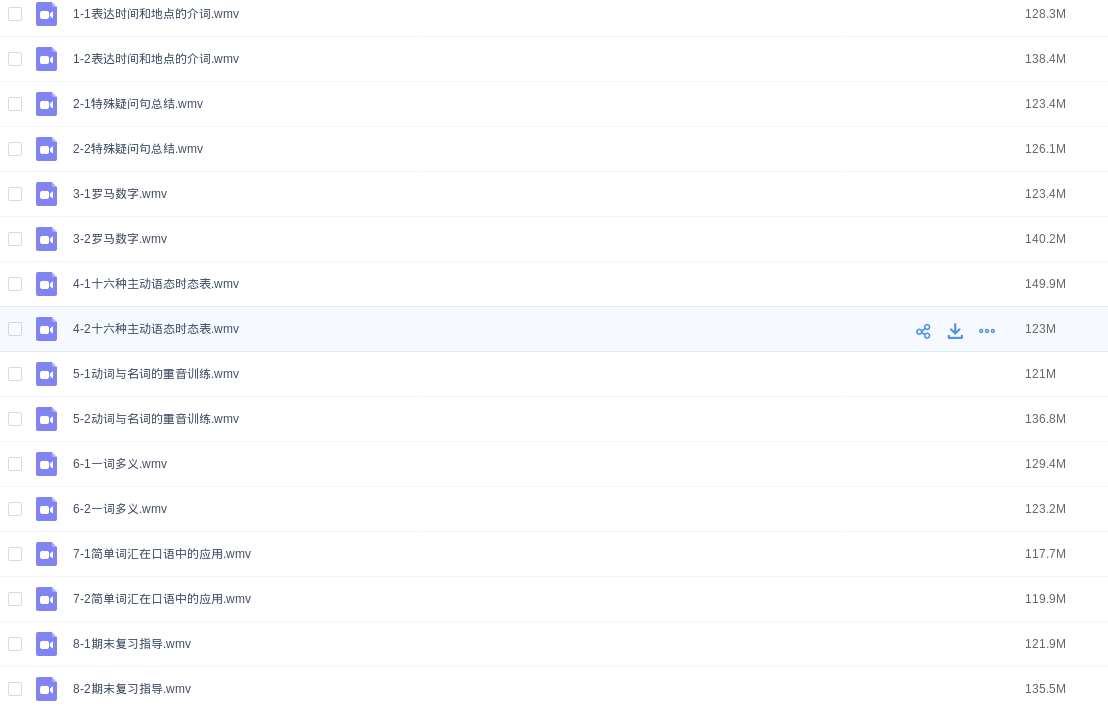 1-1表达时间和地点的介词.wmv 128.3M
1-2表达时间和地点的介词.wmv 138.4M
2-1特殊疑问句总结.wmv 123.4M
2-2特殊疑问句总结.wmv 126.1M
3-1罗马数字.wmv 123.4M
3-2罗马数字.wmv 140.2M
4-1十六种主动语态时态表.wmv 149.9M
4-2十六种主动语态时态表.wmv 123M
5-1动词与名词的重音训练.wmv 121M
5-2动词与名词的重音训练.wmv 136.8M
6-1一词多义.wmv 129.4M
6-2一词多义.wmv 123.2M
7-1简单词汇在口语中的应用.wmv 117.7M
7-2简单词汇在口语中的应用.wmv 119.9M
8-1期末复习指导.wmv 121.9M
8-2期末复习指导.wmv 135.5M